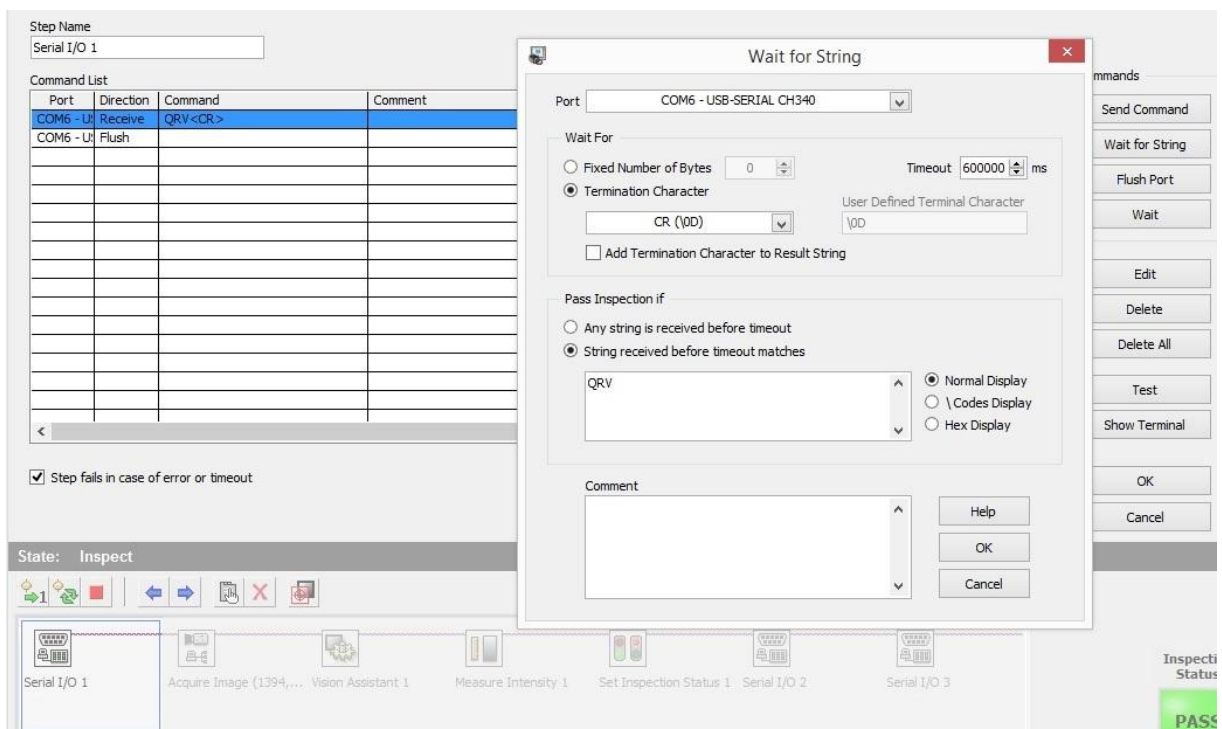 Step Name
Serial I/O 1
Command List
Port Direction Command Comment
COM6 - U Receive QRV<CR>
COM6 - U Flush
Step fails in case of error or timeout
Wait for String
Port COM6 - USB-SERIAL CH340
Wait For
Fixed Number of Bytes 0 Timeout 600000 ms
Termination Character
User Defined Terminal Character
CR (\0D) \0D
Add Termination Character to Result String
Pass Inspection if
Any string is received before timeout
String received before timeout matches
QRV
Normal Display
\ Codes Display
Hex Display
Comment
Help
OK
Cancel
mmands
Send Command
Wait for String
Flush Port
Wait
Edit
Delete
Delete All
Test
Show Terminal
OK
Cancel
State: Inspect
1
Serial I/O 1 Acquire Image (1394,... Vision Assistant 1 Measure Intensity 1 Set Inspection Status 1 Serial I/O 2 Serial I/O 3
Inspecti
Status
PASS